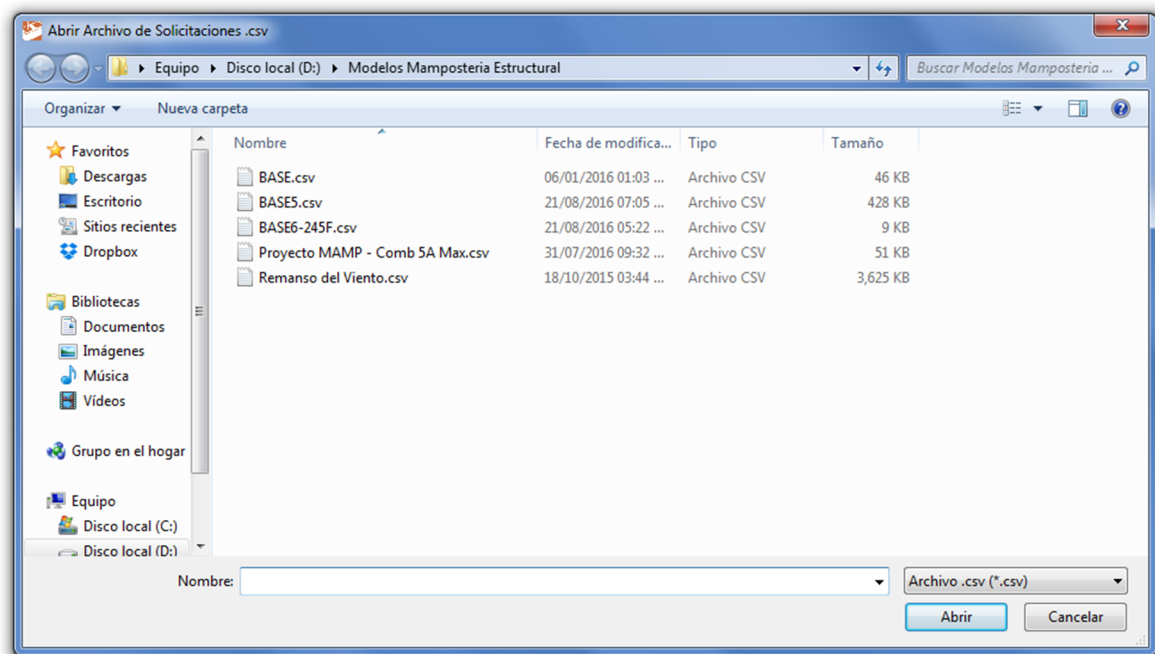 Abrir Archivo de Solicitaciones .csv
Equipo Disco local (D:) Modelos Mamposteria Estructural
Buscar Modelos Mamposteria ...
Organizar Nueva carpeta
Favoritos
Descargas
Escritorio
Sitios recientes
Dropbox
Bibliotecas
Documentos
Imágenes
Música
Vídeos
Grupo en el hogar
Equipo
Disco local (C:)
Disco local (D:)
Nombre Fecha de modifica... Tipo Tamaño
BASE.csv 06/01/2016 01:03 ... Archivo CSV 46 KB
BASE5.csv 21/08/2016 07:05 ... Archivo CSV 428 KB
BASE6-245F.csv 21/08/2016 05:22 ... Archivo CSV 9 KB
Proyecto MAMP - Comb 5A Max.csv 31/07/2016 09:32 ... Archivo CSV 51 KB
Remanso del Viento.csv 18/10/2015 03:44 ... Archivo CSV 3,625 KB
Nombre: Archivo .csv (*.csv)
Abrir Cancelar